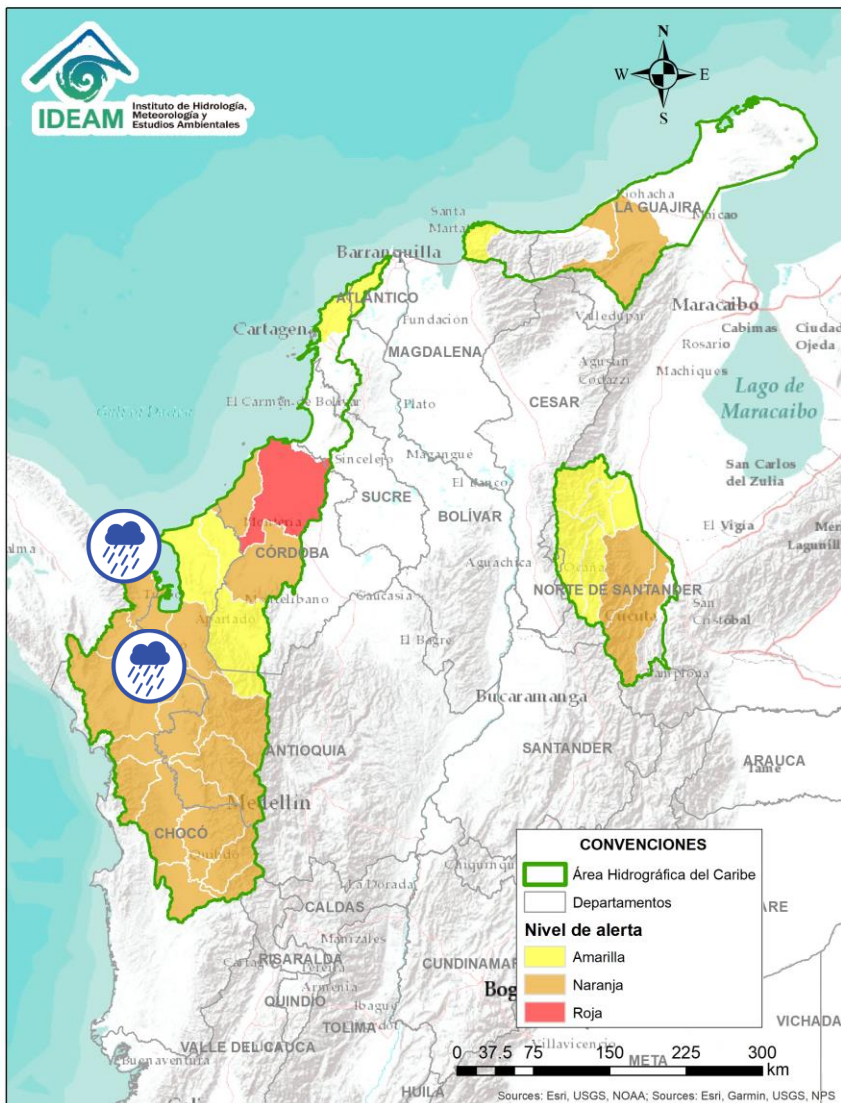 IDEAM
Instituto de Hidrología,
Meteorología y
Estudios Ambientales
N
W
E
S
Riohacha
LA GUAJIRA
Maicao
Santa
Marta
Barranquilla
ATLÁNTICO
Maracaibo
Cartagena
Fundación
Valledupar
Cabimas
Ciudad
Ojeda
Rosario
MAGDALENA
Machiques
Agustín
Codazzi
El Carmen de Bolívar
Plato
CESAR
Lago de
Maracaibo
Sincelejo
Magangué
San Carlos
del Zulia
SUCRE
El Banco
BOLÍVAR
El Vigía
Montería
CÓRDOBA
Aguachica
Ocaña
NORTE DE SANTANDER
Montelíbano
Caucasia
San
Cristóbal
Apartadó
Cúcuta
El Bagre
Pamplona
Bucaramanga
ANTIOQUIA
SANTANDER
ARAUCA
Tame
Medellín
CHOCÓ
Quibdó
CONVENCIONES
Área Hidrográfica del Caribe
Departamentos
Nivel de alerta
Amarilla
Naranja
Roja
La Dorada
CALDAS
Manizales
RISARALDA
Pereira
Armenia
QUINDÍO
Ibagué
TOLIMA
VICHADA
Villavicencio
VALLE DEL CAUCA
META
Buenaventura
HUILA
0 37.5 75 150 225 300
km
Sources: Esri, USGS, NOAA; Sources: Esri, Garmin, USGS, NPS